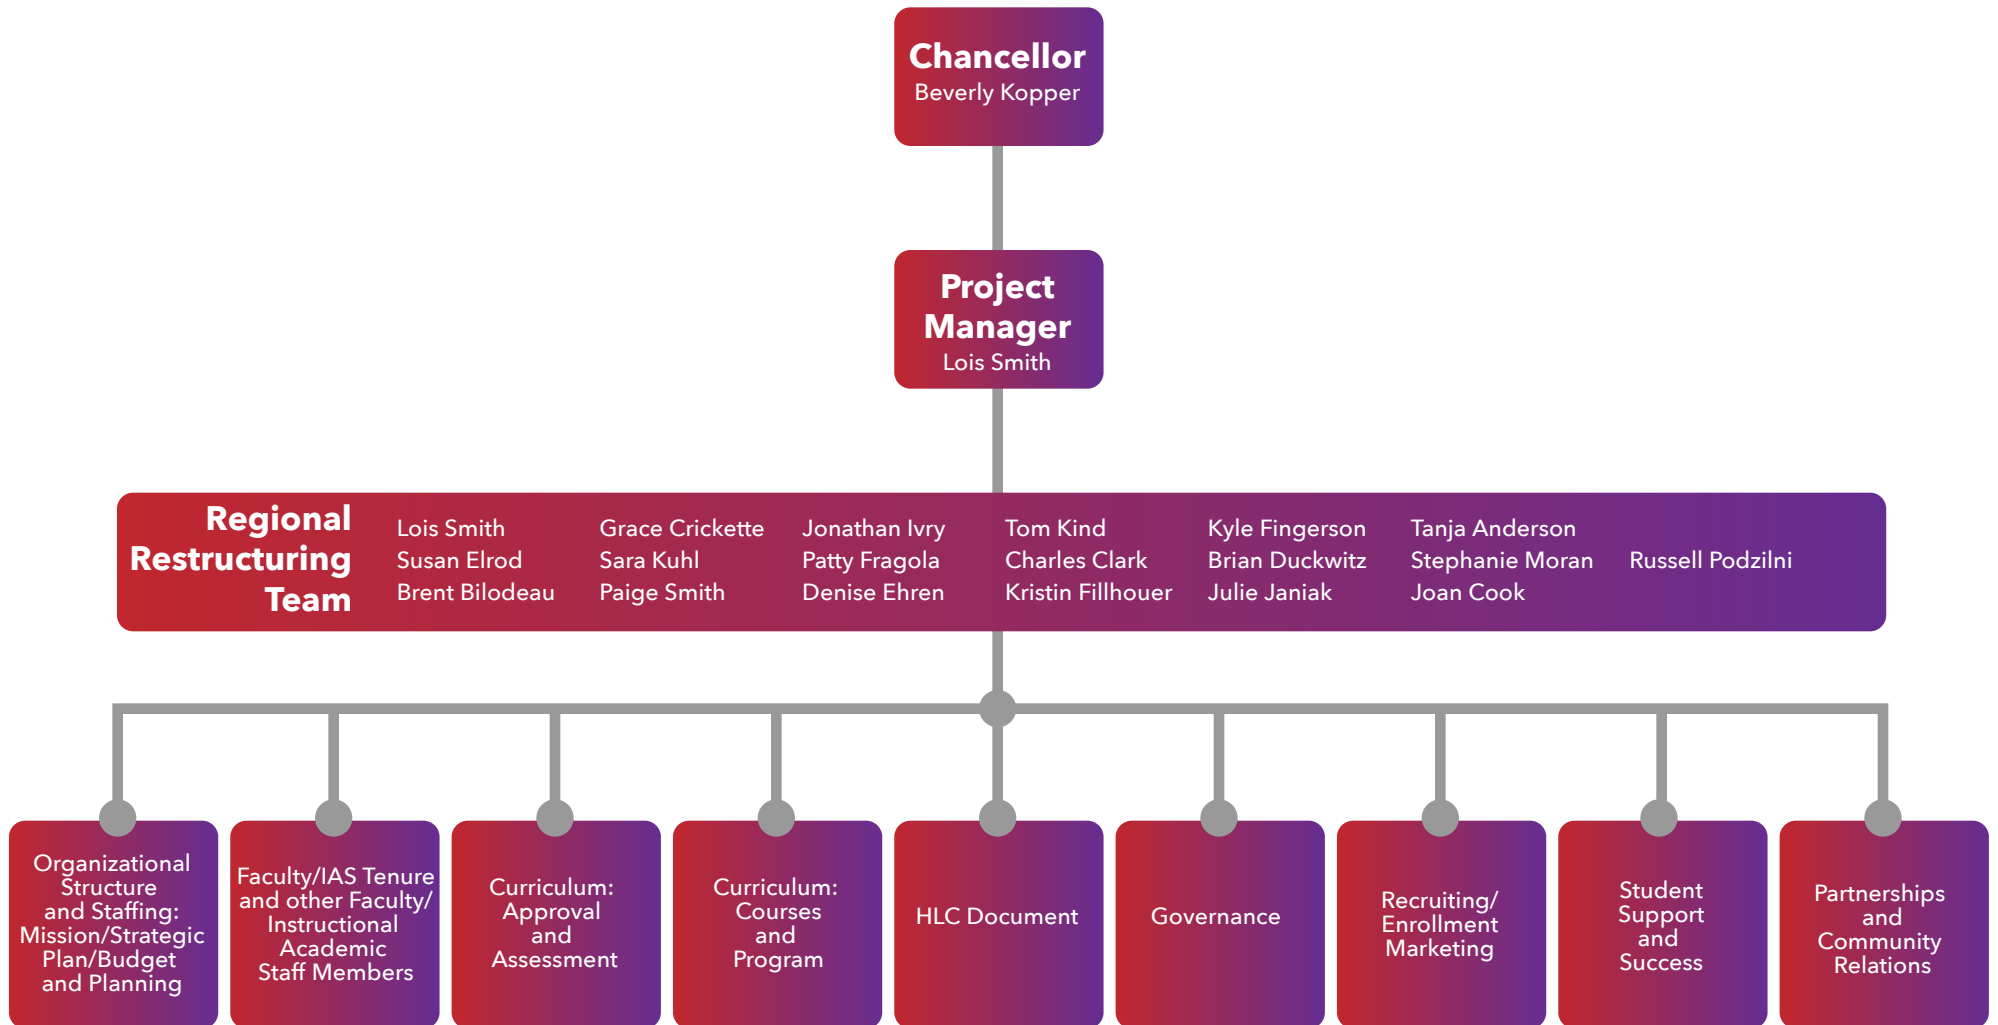 Chancellor
Beverly Kopper
Project
Manager
Lois Smith
Regional
Restructuring
Team
Lois Smith
Susan Elrod
Brent Bilodeau
Grace Crickette
Sara Kuhl
Paige Smith
Jonathan Ivry
Patty Fragola
Denise Ehren
Tom Kind
Charles Clark
Kristin Fillhouer
Kyle Fingerson
Brian Duckwitz
Julie Janiak
Tanja Anderson
Stephanie Moran
Joan Cook
Russell Podzilni
Organizational
Structure
and Staffing:
Mission/Strategic
Plan/Budget
and Planning
Faculty/IAS Tenure
and other Faculty/
Instructional
Academic
Staff Members
Curriculum:
Approval
and
Assessment
Curriculum:
Courses
and
Program
HLC Document
Governance
Recruiting/
Enrollment
Marketing
Student
Support
and
Success
Partnerships
and
Community
Relations